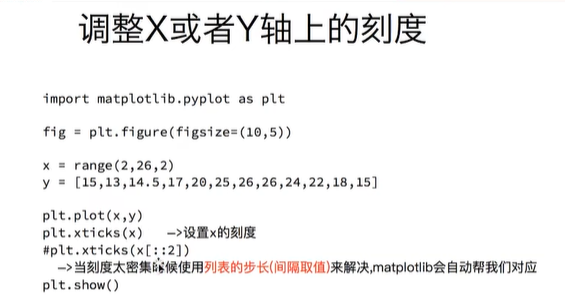 调整X或者Y轴上的刻度
import matplotlib.pyplot as plt
fig = plt.figure(figsize=(10,5))
x = range(2,26,2)
y = [15,13,14.5,17,20,25,26,26,24,22,18,15]
plt.plot(x,y)
plt.xticks(x) —>设置x的刻度
#plt.xticks(x[::2])
—>当刻度太密集时候使用列表的步长(间隔取值)来解决,matplotlib会自动帮我们对应
plt.show()